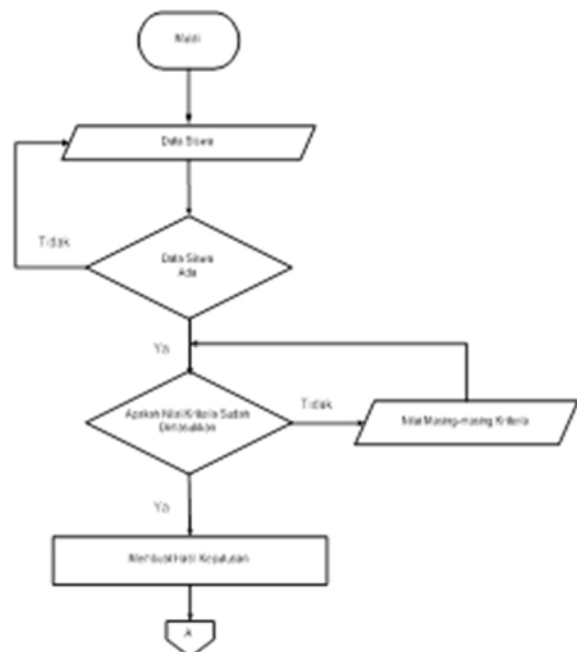 Mulai
Data Siswa
Tidak
Data Siswa
Ada
Ya
Apakah Nilai Kriteria Sudah
Dimasukkan
Tidak
Nilai Masing-masing Kriteria
Ya
Membuat Hasil Keputusan
A